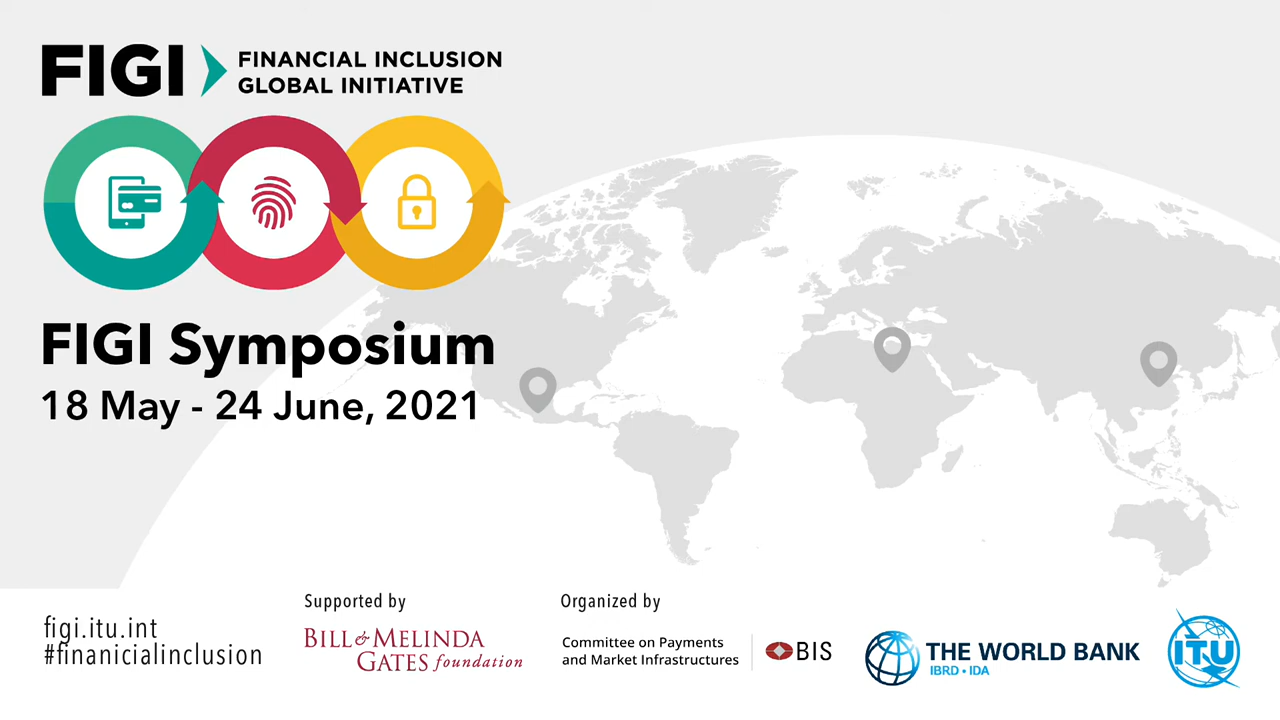 FIGI
FINANCIAL INCLUSION
GLOBAL INITIATIVE
FIGI Symposium
18 May - 24 June, 2021
figi.itu.int
#finanicialinclusion
Supported by
BILL & MELINDA
GATES foundation
Organized by
Committee on Payments
and Market Infrastructures
BIS
THE WORLD BANK
IBRD • IDA
ITU